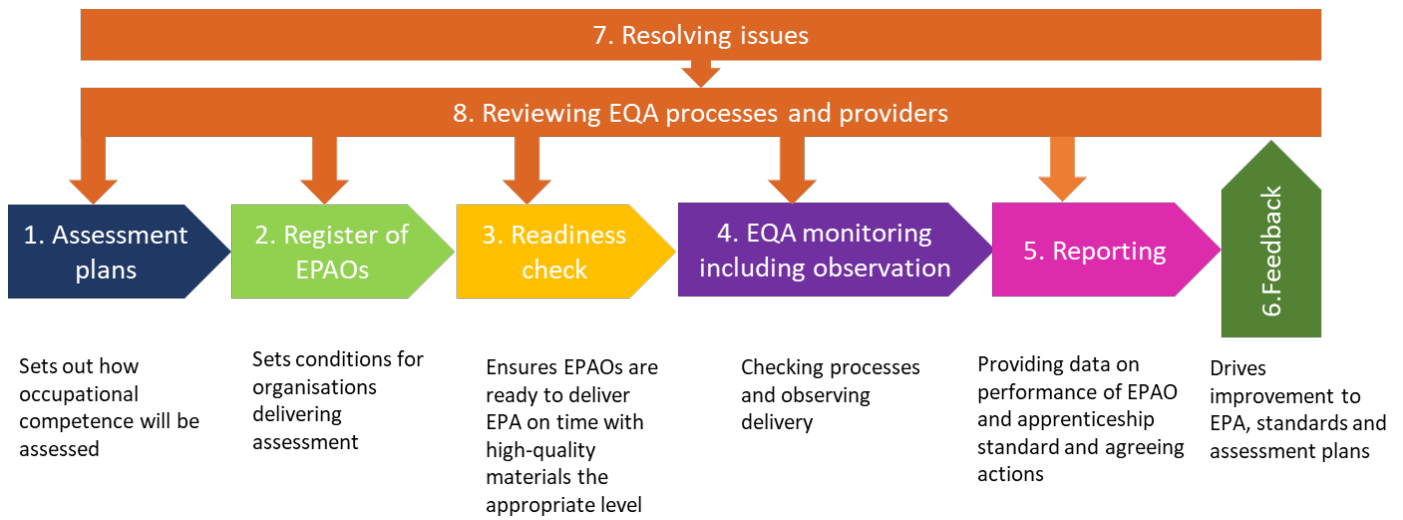 7. Resolving issues
8. Reviewing EQA processes and providers
1. Assessment
plans
2. Register of
EPAOs
3. Readiness
check
4. EQA monitoring
including observation
5. Reporting
6.Feedback
Sets out how
occupational
competence will be
assessed
Sets conditions for
organisations
delivering
assessment
Ensures EPAOs are
ready to deliver
EPA on time with
high-quality
materials the
appropriate level
Checking processes
and observing
delivery
Providing data on
performance of EPAO
and apprenticeship
standard and agreeing
actions
Drives
improvement to
EPA, standards and
assessment plans